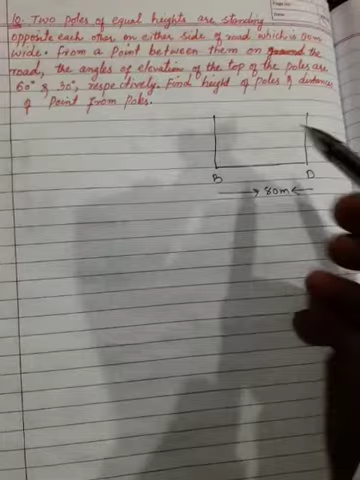 Q. Two poles of equal heights are standing
opposite each other on either side of road which is 80m
wide. From a Point between them on ground the
road, the angles of elevation of the top of the poles are
60° & 30°, respectively. Find height of poles & distances
of Point from Poles.
B D
80m